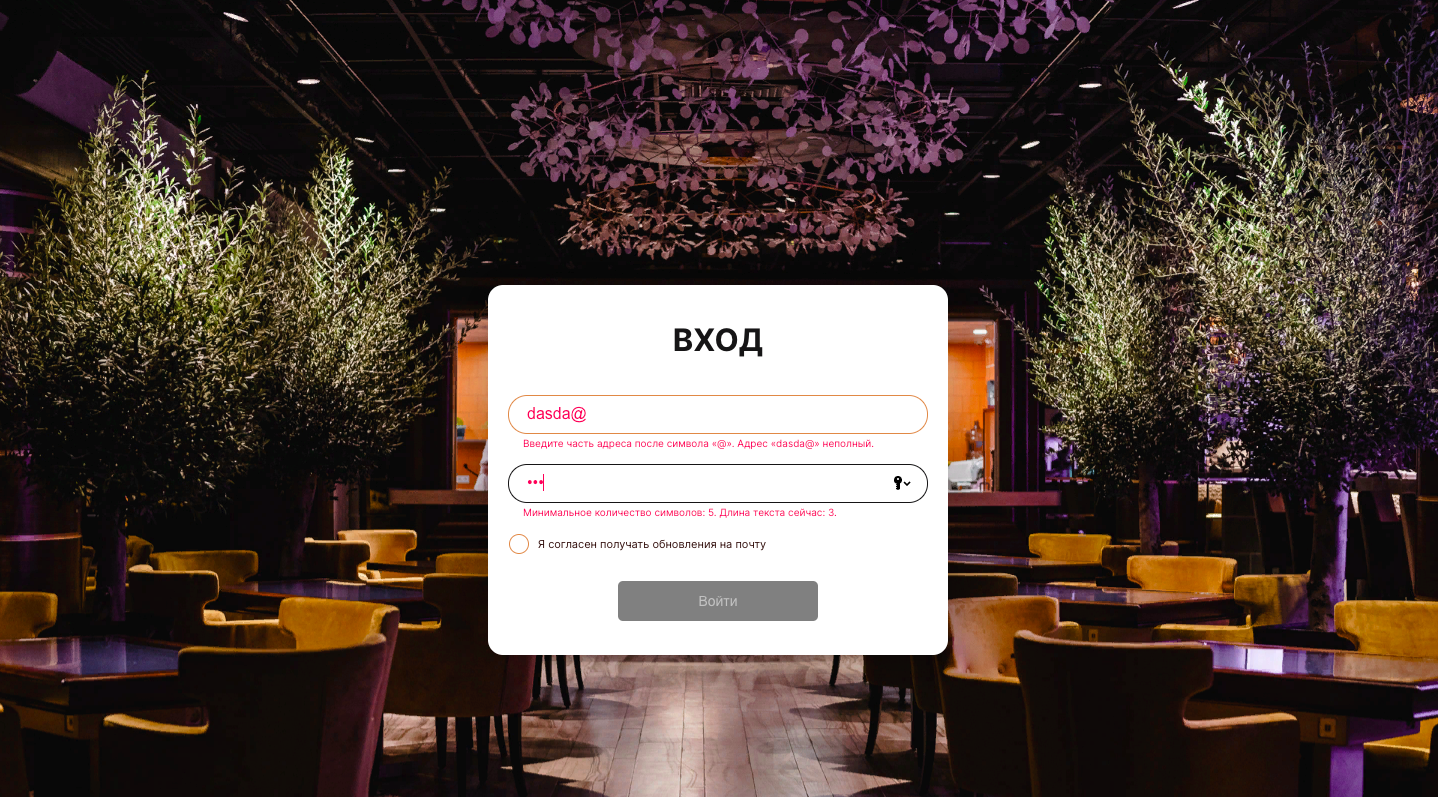 ВХОД
dasda@
Введите часть адреса после символа «@». Адрес «dasda@» неполный.
•••
Минимальное количество символов: 5. Длина текста сейчас: 3.
Я согласен получать обновления на почту
Войти